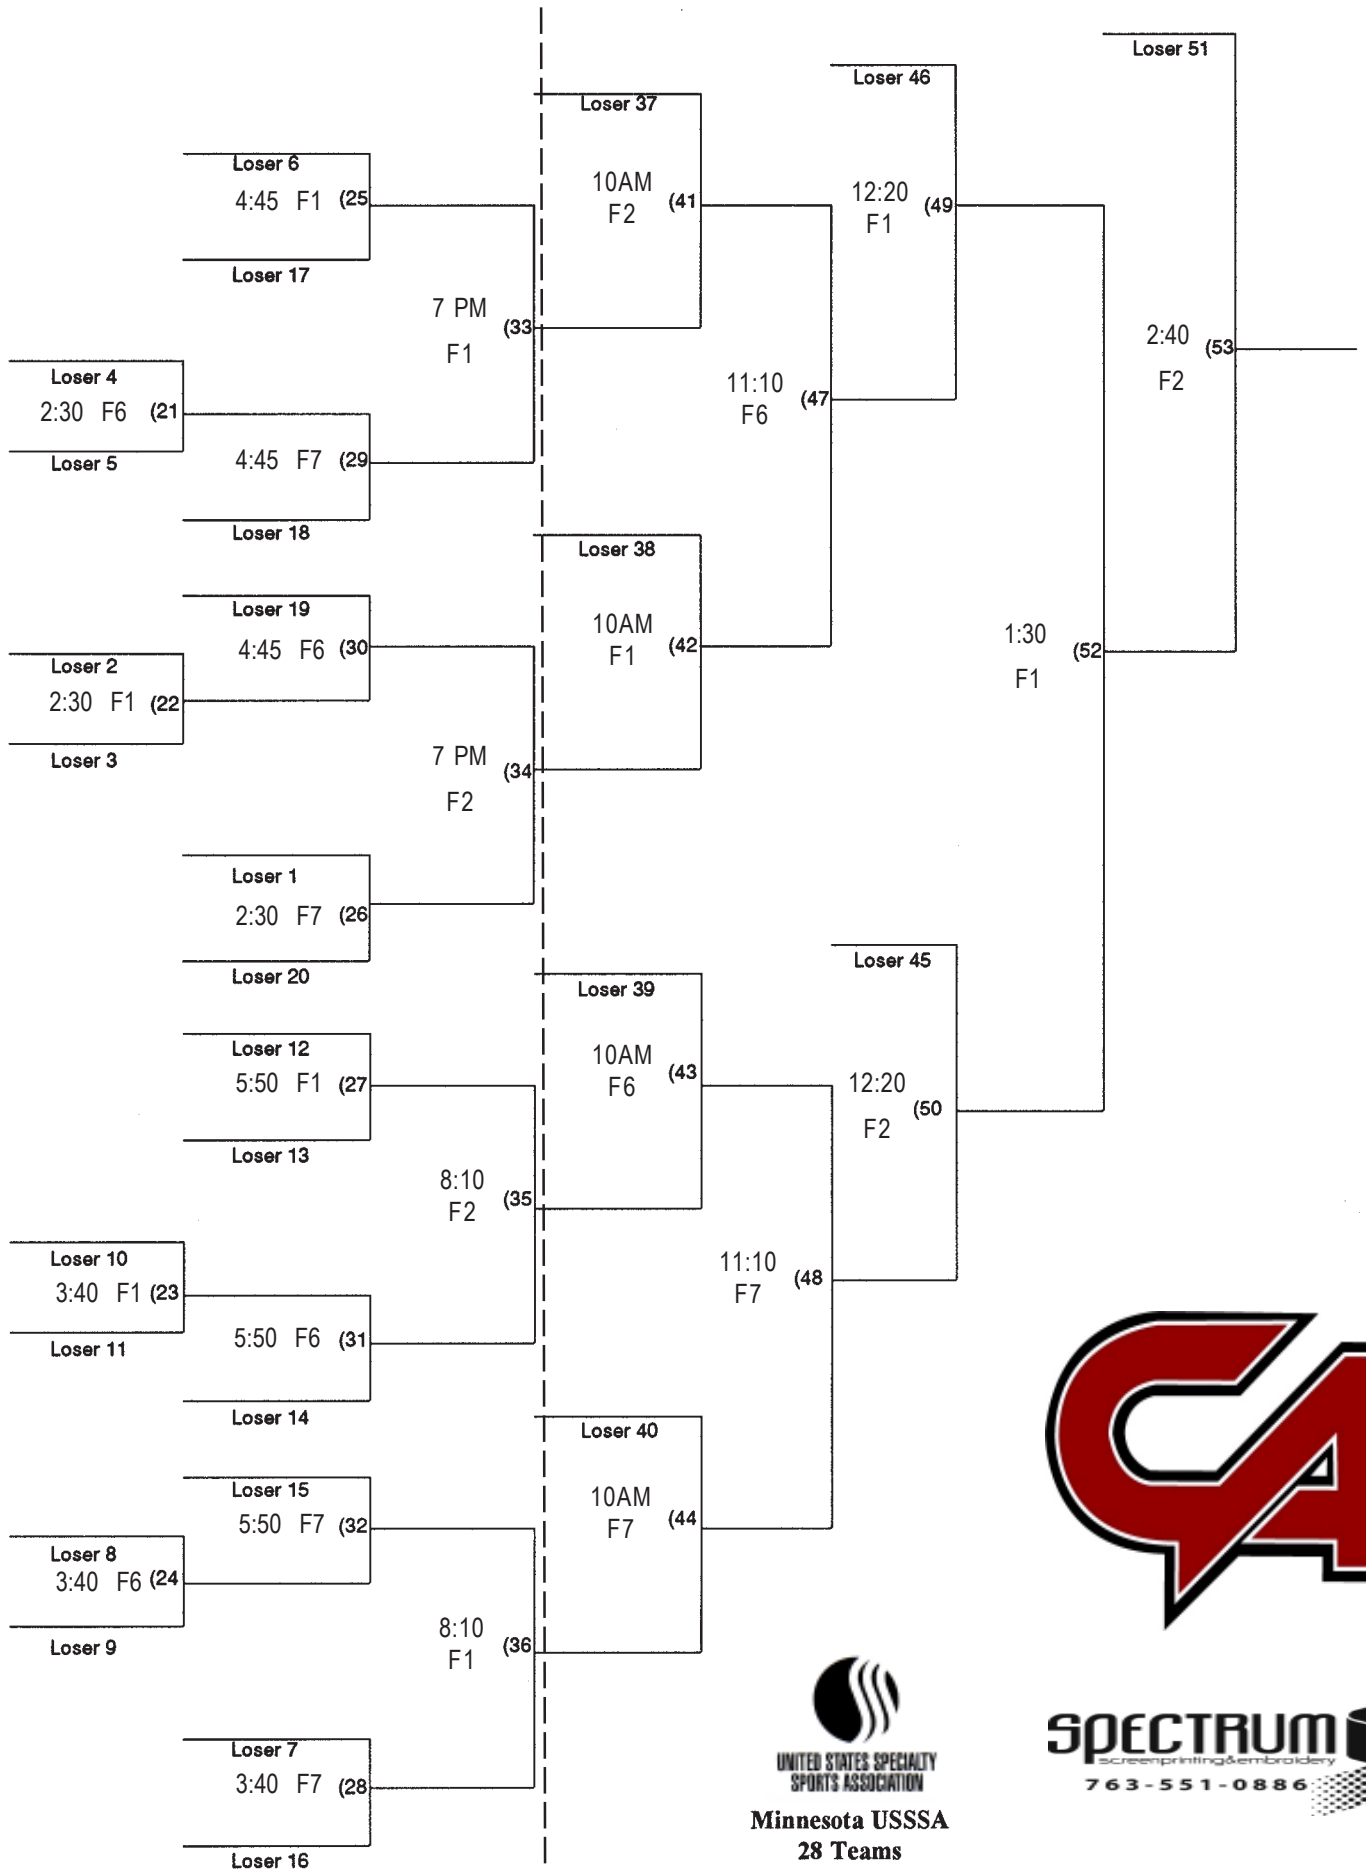 Loser 51
Loser 46
Loser 37
Loser 6
4:45 F1 (25
Loser 17
10AM
F2
(41
12:20
F1
(49
7 PM
F1
(33
2:40
F2
(53
Loser 4
2:30 F6 (21
Loser 5
11:10
F6
(47
4:45 F7 (29
Loser 18
Loser 38
Loser 19
4:45 F6 (30
10AM
F1
(42
1:30
F1
(52
Loser 2
2:30 F1 (22
Loser 3
7 PM
F2
(34
Loser 1
2:30 F7 (26
Loser 20
Loser 45
Loser 39
Loser 12
5:50 F1 (27
Loser 13
10AM
F6
(43
12:20
F2
(50
8:10
F2
(35
Loser 10
3:40 F1 (23
Loser 11
11:10
F7
(48
5:50 F6 (31
Loser 14
Loser 40
Loser 15
5:50 F7 (32
10AM
F7
(44
Loser 8
3:40 F6 (24
Loser 9
8:10
F1
(36
Loser 7
3:40 F7 (28
Loser 16
CA
UNITED STATES SPECIALTY
SPORTS ASSOCIATION
Minnesota USSSA
28 Teams
SPECTRUM
screenprinting&embroidery
763-551-0886